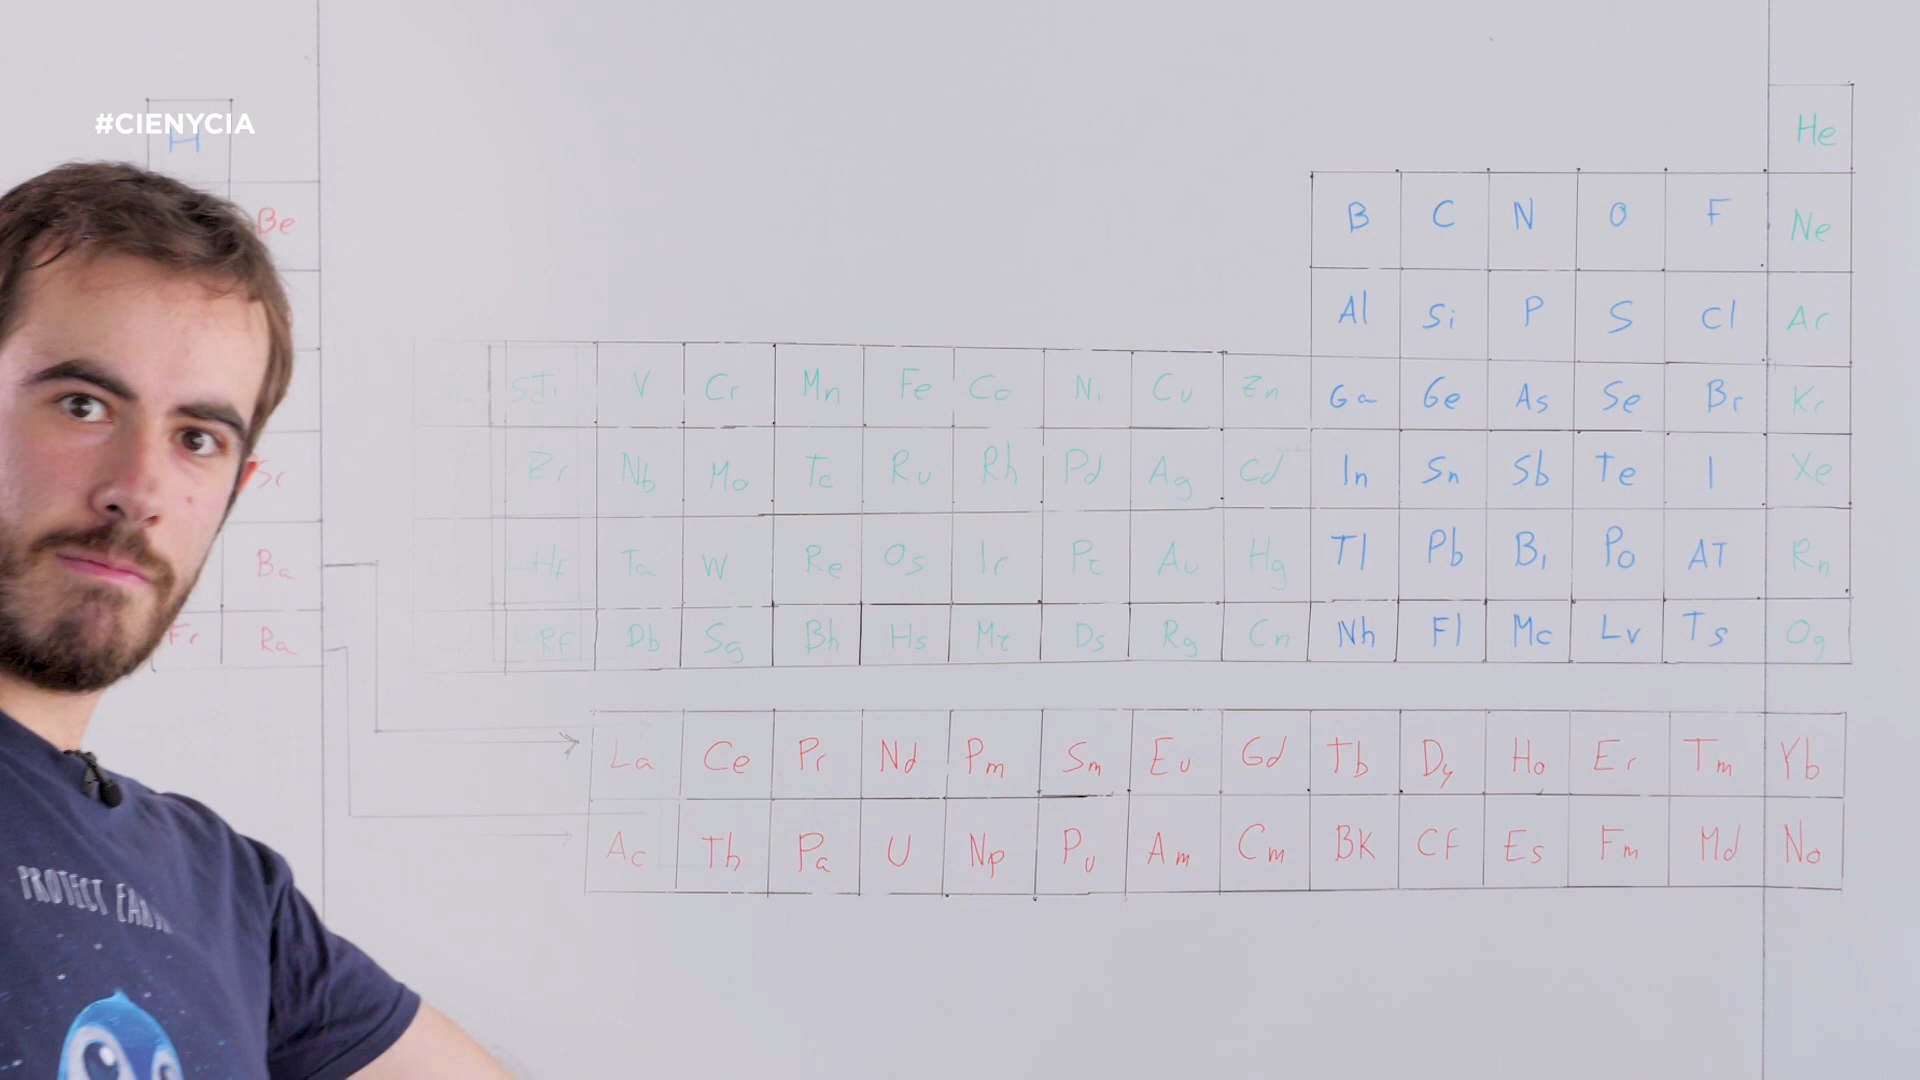 #CIENYCIA
H He
Be B C N O F Ne
Al Si P S Cl Ar
Ti V Cr Mn Fe Co Ni Cu Zn Ga Ge As Se Br Kr
Sr Zr Nb Mo Tc Ru Rh Pd Ag Cd In Sn Sb Te I Xe
Ba Hf Ta W Re Os Ir Pt Au Hg Tl Pb Bi Po AT Rn
Fr Ra Rf Db Sg Bh Hs Mt Ds Rg Cn Nh Fl Mc Lv Ts Og
La Ce Pr Nd Pm Sm Eu Gd Tb Dy Ho Er Tm Yb
Ac Th Pa U Np Pu Am Cm BK Cf Es Fm Md No
PROTECT EARTH